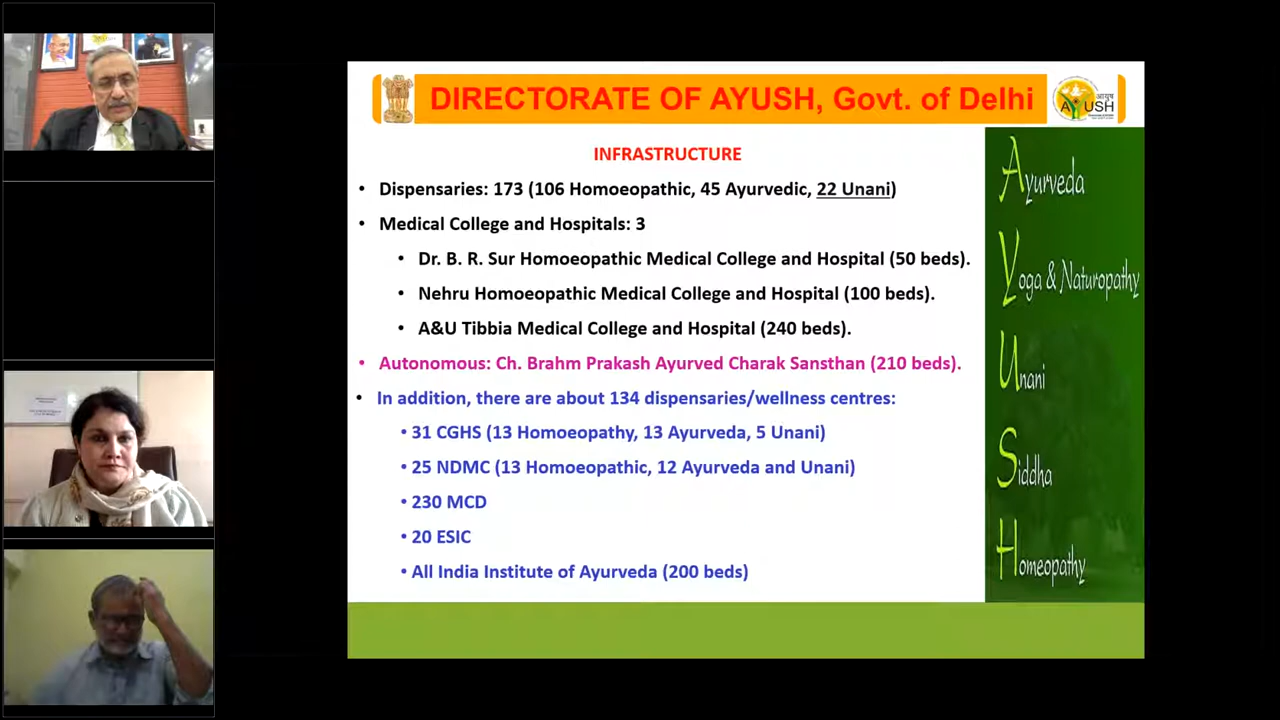 DIRECTORATE OF AYUSH, Govt. of Delhi
आयुष
AYUSH
INFRASTRUCTURE
• Dispensaries: 173 (106 Homoeopathic, 45 Ayurvedic, 22 Unani)
• Medical College and Hospitals: 3
• Dr. B. R. Sur Homoeopathic Medical College and Hospital (50 beds).
• Nehru Homoeopathic Medical College and Hospital (100 beds).
• A&U Tibbia Medical College and Hospital (240 beds).
• Autonomous: Ch. Brahm Prakash Ayurved Charak Sansthan (210 beds).
• In addition, there are about 134 dispensaries/wellness centres:
• 31 CGHS (13 Homoeopathy, 13 Ayurveda, 5 Unani)
• 25 NDMC (13 Homoeopathic, 12 Ayurveda and Unani)
• 230 MCD
• 20 ESIC
• All India Institute of Ayurveda (200 beds)
Ayurveda
Yoga & Naturopathy
Unani
Siddha
Homeopathy